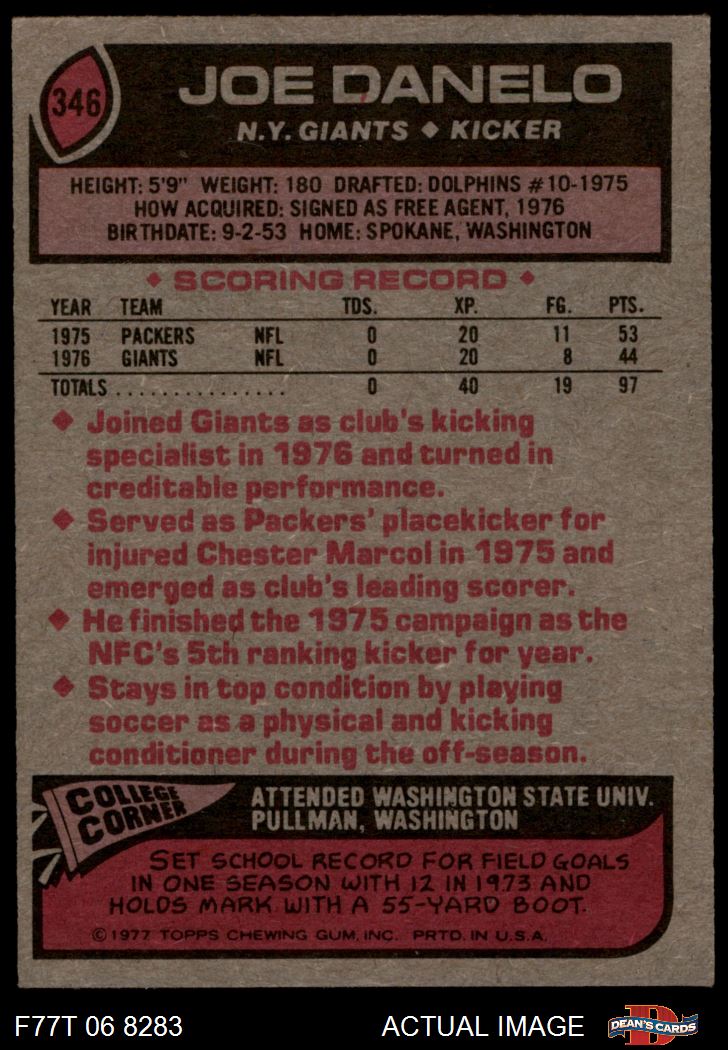 346
JOE DANELO
N.Y. GIANTS ◆ KICKER
HEIGHT: 5'9" WEIGHT: 180 DRAFTED: DOLPHINS #10-1975
HOW ACQUIRED: SIGNED AS FREE AGENT, 1976
BIRTHDATE: 9-2-53 HOME: SPOKANE, WASHINGTON
◆ SCORING RECORD ◆
YEAR TEAM TDS. XP. FG. PTS.
1975 PACKERS NFL 0 20 11 53
1976 GIANTS NFL 0 20 8 44
TOTALS ................ 0 40 19 97
◆ Joined Giants as club's kicking
specialist in 1976 and turned in
creditable performance.
◆ Served as Packers' placekicker for
injured Chester Marcol in 1975 and
emerged as club's leading scorer.
◆ He finished the 1975 campaign as the
NFC's 5th ranking kicker for year.
◆ Stays in top condition by playing
soccer as a physical and kicking
conditioner during the off-season.
COLLEGE
CORNER
ATTENDED WASHINGTON STATE UNIV.
PULLMAN, WASHINGTON
SET SCHOOL RECORD FOR FIELD GOALS
IN ONE SEASON WITH 12 IN 1973 AND
HOLDS MARK WITH A 55-YARD BOOT.
© 1977 TOPPS CHEWING GUM, INC. PRTD. IN U.S.A.
F77T 06 8283 ACTUAL IMAGE D DEAN'S CARDS